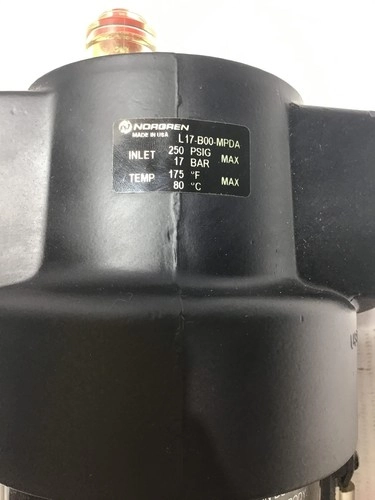 NORGREN
MADE IN USA
L17-B00-MPDA
INLET 250 PSIG MAX
17 BAR
TEMP 175 °F MAX
80 °C